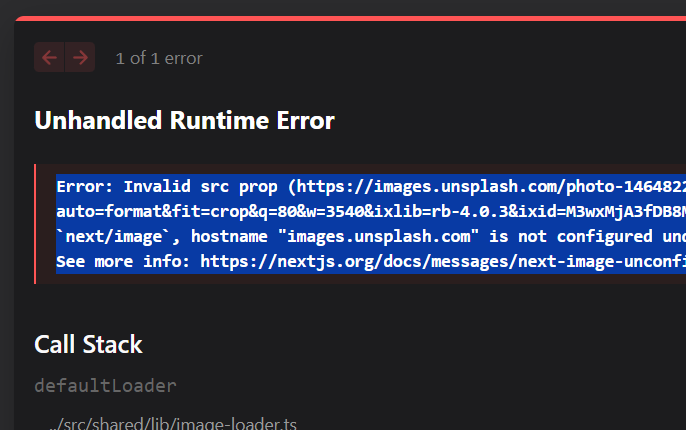 1 of 1 error
Unhandled Runtime Error
Error: Invalid src prop (https://images.unsplash.com/photo-1464822
auto=format&fit=crop&q=80&w=3540&ixlib=rb-4.0.3&ixid=M3wxMjA3fDB8M
`next/image`, hostname "images.unsplash.com" is not configured und
See more info: https://nextjs.org/docs/messages/next-image-unconfi
Call Stack
defaultLoader
../src/shared/lib/image-loader.ts